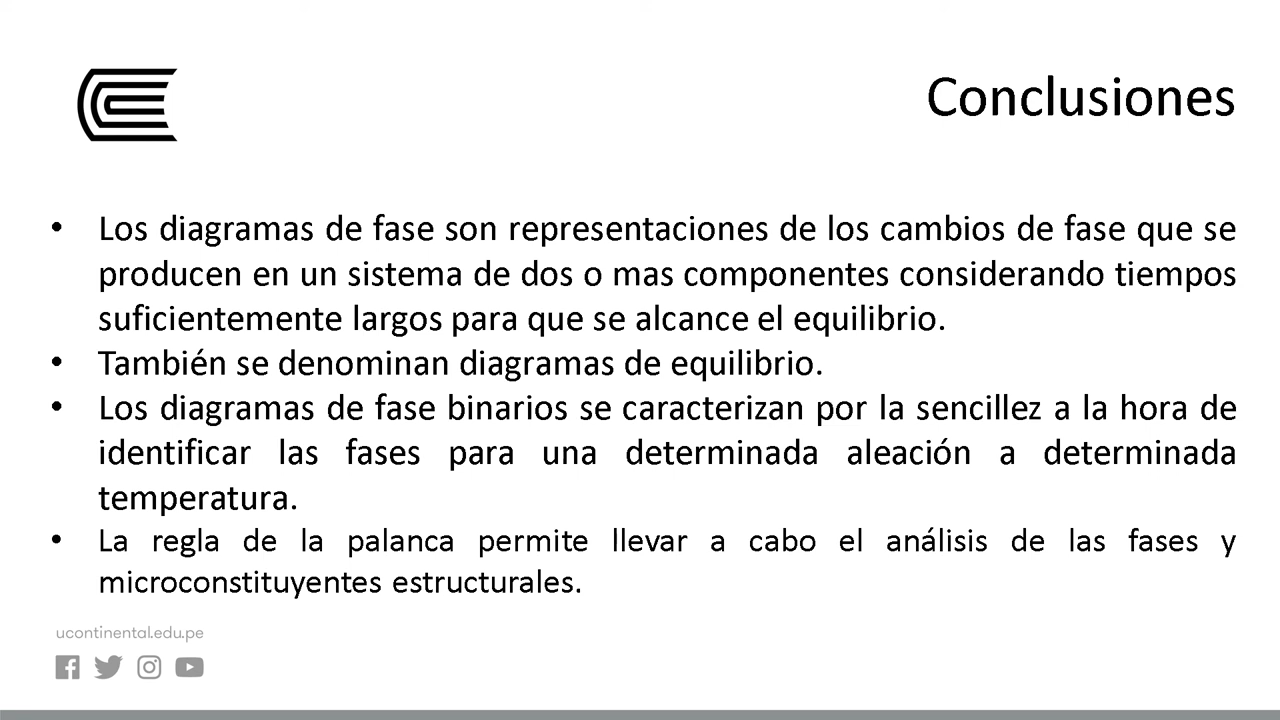 Conclusiones
• Los diagramas de fase son representaciones de los cambios de fase que se
producen en un sistema de dos o mas componentes considerando tiempos
suficientemente largos para que se alcance el equilibrio.
• También se denominan diagramas de equilibrio.
• Los diagramas de fase binarios se caracterizan por la sencillez a la hora de
identificar las fases para una determinada aleación a determinada
temperatura.
• La regla de la palanca permite llevar a cabo el análisis de las fases y
microconstituyentes estructurales.
ucontinental.edu.pe